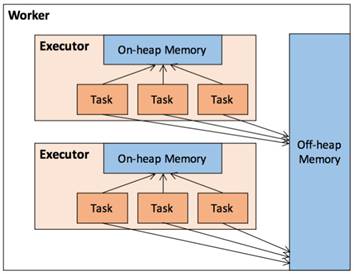 Worker
Executor
On-heap Memory
Task
Task
Task
Executor
On-heap Memory
Task
Task
Task
Off-heap
Memory